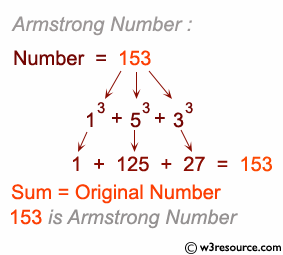 Armstrong Number :
Number = 153
1³ + 5³ + 3³
1 + 125 + 27 = 153
Sum = Original Number
153 is Armstrong Number
© w3resource.com